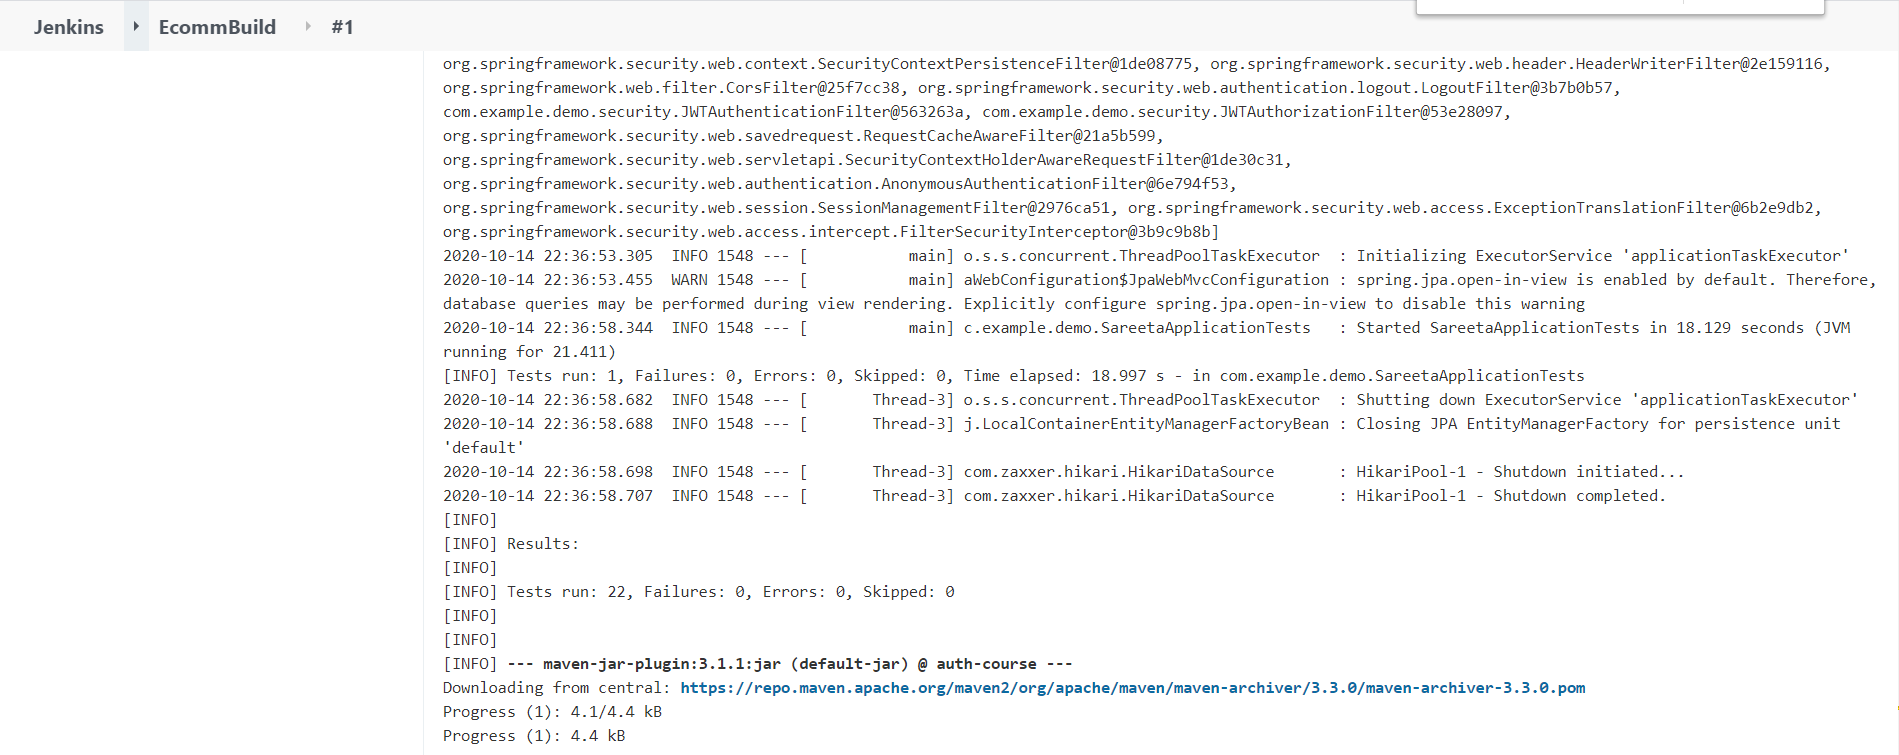 Jenkins EcommBuild #1
org.springframework.security.web.context.SecurityContextPersistenceFilter@1de08775, org.springframework.security.web.header.HeaderWriterFilter@2e159116,
org.springframework.web.filter.CorsFilter@25f7cc38, org.springframework.security.web.authentication.logout.LogoutFilter@3b7b0b57,
com.example.demo.security.JWTAuthenticationFilter@563263a, com.example.demo.security.JWTAuthorizationFilter@53e28097,
org.springframework.security.web.savedrequest.RequestCacheAwareFilter@21a5b599,
org.springframework.security.web.servletapi.SecurityContextHolderAwareRequestFilter@1de30c31,
org.springframework.security.web.authentication.AnonymousAuthenticationFilter@6e794f53,
org.springframework.security.web.session.SessionManagementFilter@2976ca51, org.springframework.security.web.access.ExceptionTranslationFilter@6b2e9db2,
org.springframework.security.web.access.intercept.FilterSecurityInterceptor@3b9c9b8b]
2020-10-14 22:36:53.305  INFO 1548 --- [           main] o.s.s.concurrent.ThreadPoolTaskExecutor  : Initializing ExecutorService 'applicationTaskExecutor'
2020-10-14 22:36:53.455  WARN 1548 --- [           main] aWebConfiguration$JpaWebMvcConfiguration : spring.jpa.open-in-view is enabled by default. Therefore,
database queries may be performed during view rendering. Explicitly configure spring.jpa.open-in-view to disable this warning
2020-10-14 22:36:58.344  INFO 1548 --- [           main] c.example.demo.SareetaApplicationTests   : Started SareetaApplicationTests in 18.129 seconds (JVM
running for 21.411)
[INFO] Tests run: 1, Failures: 0, Errors: 0, Skipped: 0, Time elapsed: 18.997 s - in com.example.demo.SareetaApplicationTests
2020-10-14 22:36:58.682  INFO 1548 --- [       Thread-3] o.s.s.concurrent.ThreadPoolTaskExecutor  : Shutting down ExecutorService 'applicationTaskExecutor'
2020-10-14 22:36:58.688  INFO 1548 --- [       Thread-3] j.LocalContainerEntityManagerFactoryBean : Closing JPA EntityManagerFactory for persistence unit
'default'
2020-10-14 22:36:58.698  INFO 1548 --- [       Thread-3] com.zaxxer.hikari.HikariDataSource       : HikariPool-1 - Shutdown initiated...
2020-10-14 22:36:58.707  INFO 1548 --- [       Thread-3] com.zaxxer.hikari.HikariDataSource       : HikariPool-1 - Shutdown completed.
[INFO]
[INFO] Results:
[INFO]
[INFO] Tests run: 22, Failures: 0, Errors: 0, Skipped: 0
[INFO]
[INFO]
[INFO] --- maven-jar-plugin:3.1.1:jar (default-jar) @ auth-course ---
Downloading from central: https://repo.maven.apache.org/maven2/org/apache/maven/maven-archiver/3.3.0/maven-archiver-3.3.0.pom
Progress (1): 4.1/4.4 kB
Progress (1): 4.4 kB